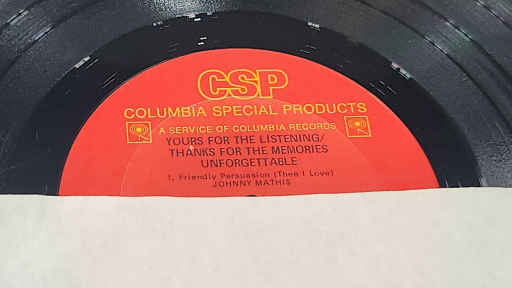 CSP
COLUMBIA SPECIAL PRODUCTS
A SERVICE OF COLUMBIA RECORDS
YOURS FOR THE LISTENING/
THANKS FOR THE MEMORIES
UNFORGETTABLE
1. Friendly Persuasion (Thee I Love)
JOHNNY MATHIS